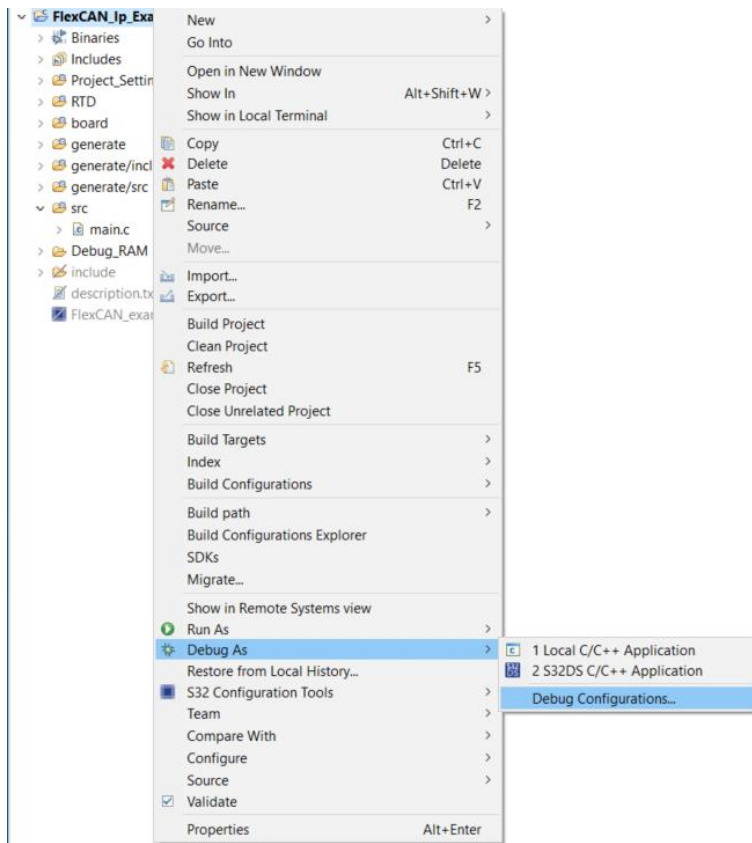 FlexCAN_Ip_Exa
Binaries
Includes
Project_Settin
RTD
board
generate
generate/incl
generate/src
src
main.c
Debug_RAM
include
description.tx
FlexCAN_exar
New
Go Into
Open in New Window
Show In Alt+Shift+W >
Show in Local Terminal
Copy Ctrl+C
Delete Delete
Paste Ctrl+V
Rename... F2
Source
Move...
Import...
Export...
Build Project
Clean Project
Refresh F5
Close Project
Close Unrelated Project
Build Targets
Index
Build Configurations
Build path
Build Configurations Explorer
SDKs
Migrate...
Show in Remote Systems view
Run As
Debug As
Restore from Local History...
S32 Configuration Tools
Team
Compare With
Configure
Source
Validate
Properties Alt+Enter
1 Local C/C++ Application
2 S32DS C/C++ Application
Debug Configurations...